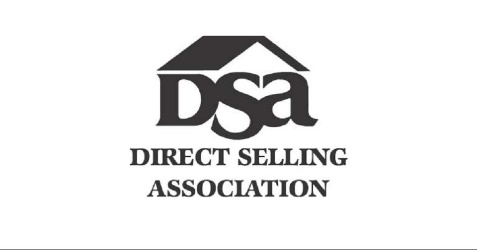 DSa
DIRECT SELLING
ASSOCIATION